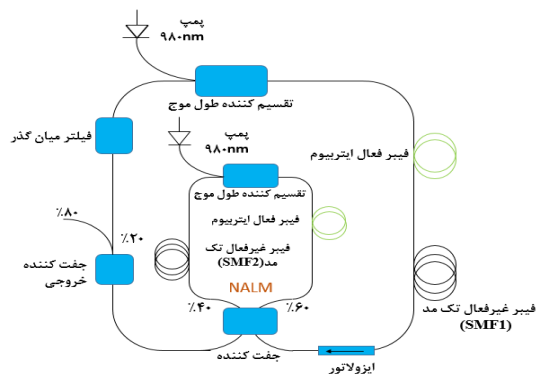 پمپ
۹۸۰nm
تقسیم کننده طول موج
فیلتر میان گذر
پمپ
۹۸۰nm
فیبر فعال ایتربیوم
تقسیم کننده طول موج
فیبر فعال ایتربیوم
٪۸۰
٪۲۰
فیبر غیرفعال تک
مد(SMF2)
جفت کننده
خروجی
NALM
٪۴۰
٪۶۰
فیبر غیرفعال تک مد
(SMF1)
جفت کننده
ایزولاتور